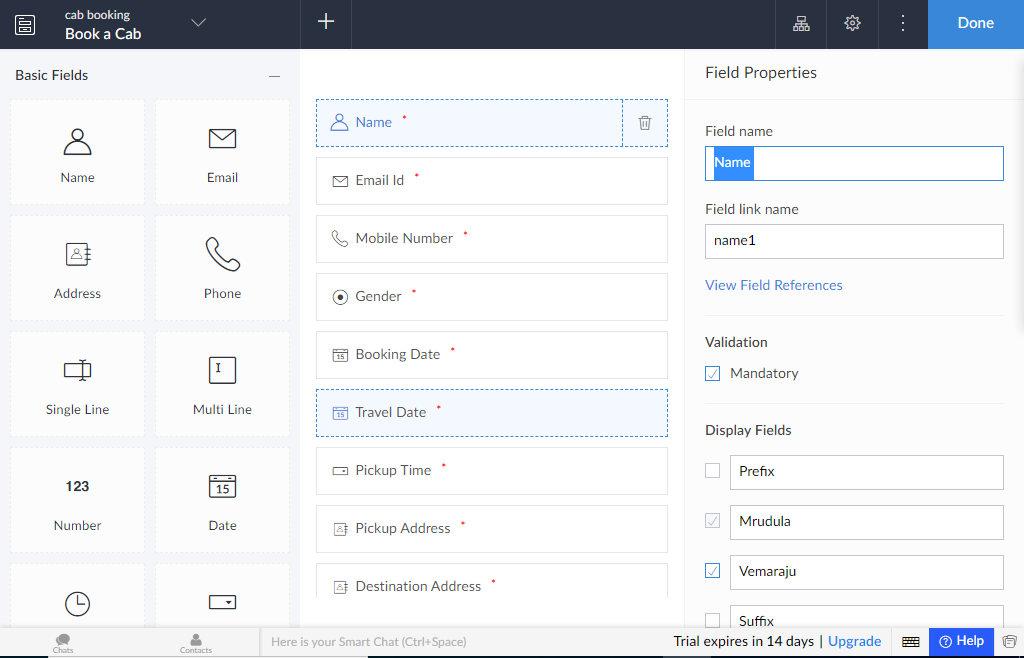 cab booking
Book a Cab
Done
Basic Fields
Name
Email
Address
Phone
Single Line
Multi Line
123
Number
15
Date
Name *
Email Id *
Mobile Number *
Gender *
15 Booking Date *
15 Travel Date *
Pickup Time *
Pickup Address *
Destination Address *
Field Properties
Field name
Name
Field link name
name1
View Field References
Validation
Mandatory
Display Fields
Prefix
Mrudula
Vemaraju
Suffix
Chats
Contacts
Here is your Smart Chat (Ctrl+Space)
Trial expires in 14 days | Upgrade
? Help